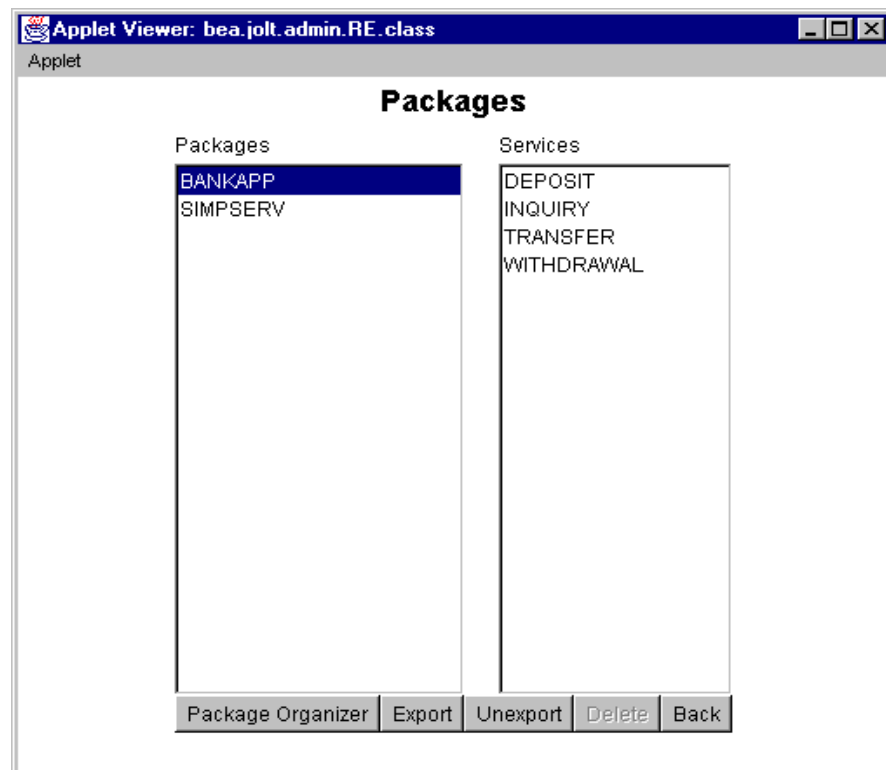 Applet Viewer: bea.jolt.admin.RE.class
Applet
Packages
Packages
BANKAPP
SIMPSERV
Services
DEPOSIT
INQUIRY
TRANSFER
WITHDRAWAL
Package Organizer Export Unexport Delete Back